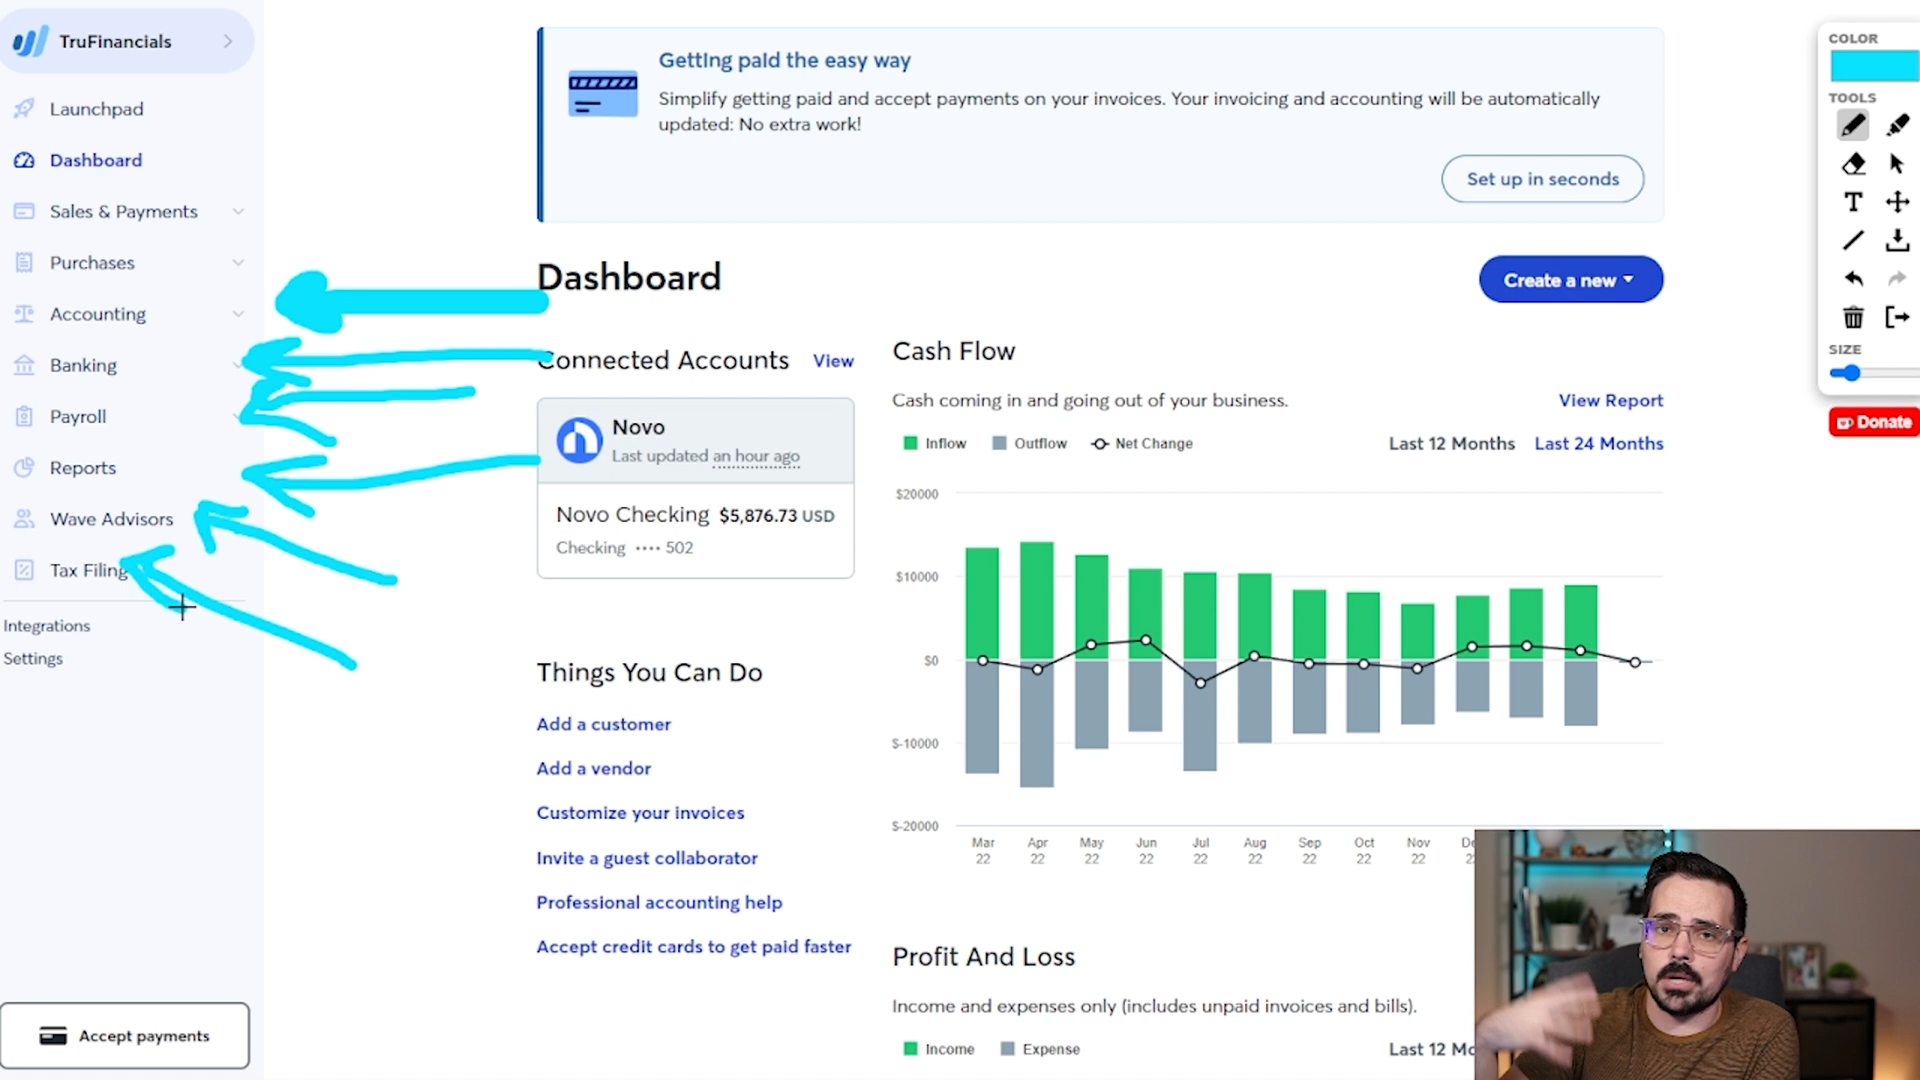 TruFinancials
Launchpad
Dashboard
Sales & Payments
Purchases
Accounting
Banking
Payroll
Reports
Wave Advisors
Tax Filing
Integrations
Settings
Accept payments
Getting paid the easy way
Simplify getting paid and accept payments on your invoices. Your invoicing and accounting will be automatically
updated: No extra work!
Set up in seconds
Dashboard
Create a new
Connected Accounts View
Novo
Last updated an hour ago
Novo Checking $5,876.73 USD
Checking •••• 502
Things You Can Do
Add a customer
Add a vendor
Customize your invoices
Invite a guest collaborator
Professional accounting help
Accept credit cards to get paid faster
Cash Flow
Cash coming in and going out of your business.
View Report
Inflow Outflow Net Change
Last 12 Months Last 24 Months
$20000
$10000
$0
$-10000
$-20000
Mar Apr May Jun Jul Aug Sep Oct Nov
22 22 22 22 22 22 22 22 22
Profit And Loss
Income and expenses only (includes unpaid invoices and bills).
Income Expense
Last 12
COLOR
TOOLS
SIZE
Donate